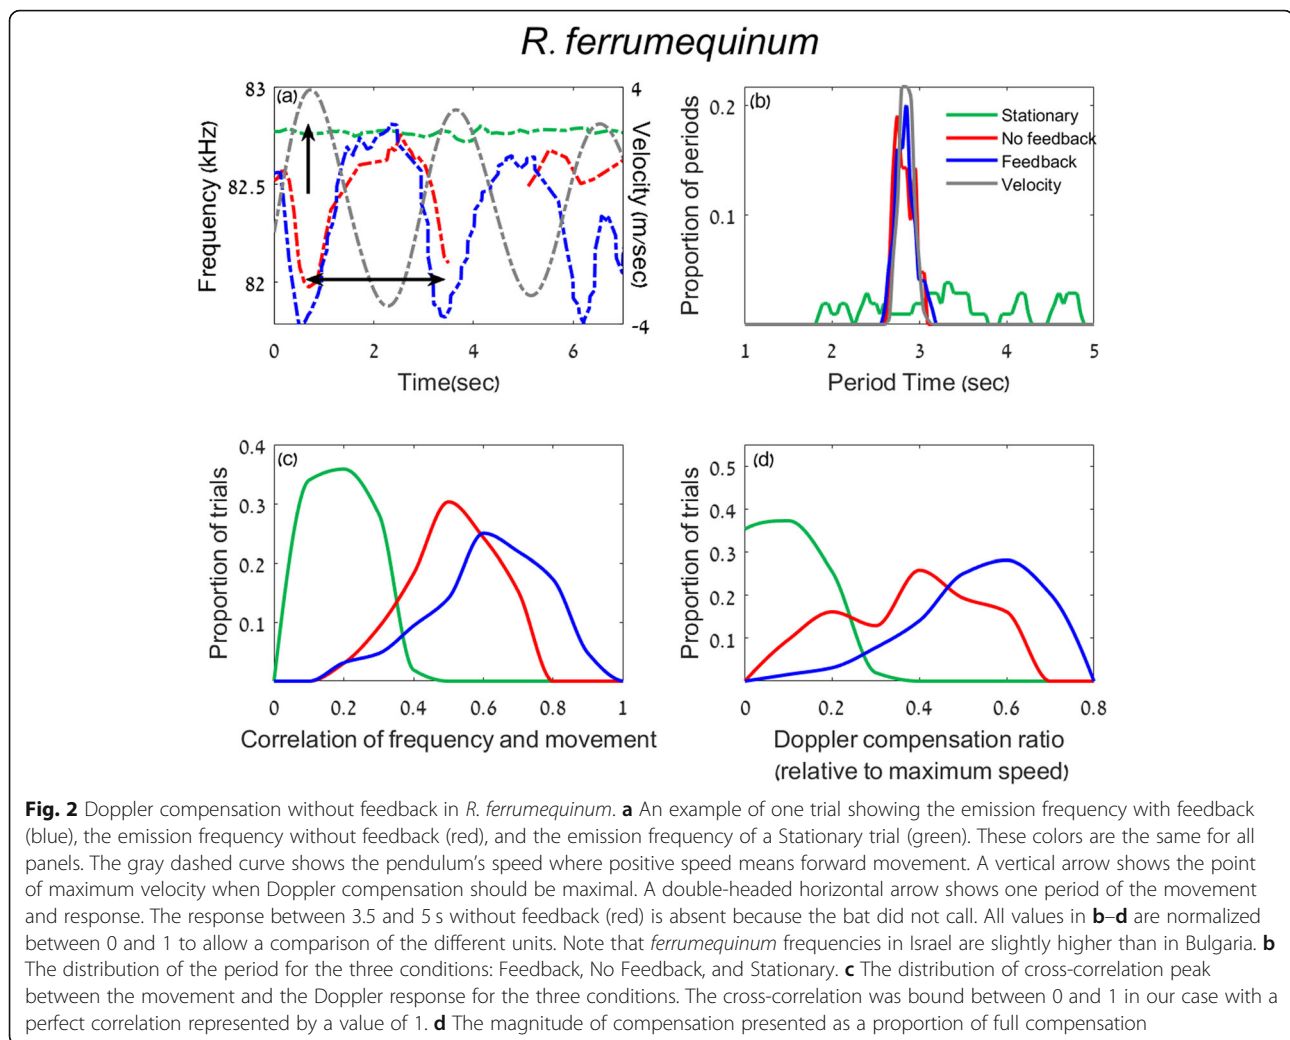 R. ferrumequinum
(a)
83
82.5
82
Frequency (kHz)
4
-4
Velocity (m/sec)
0 2 4 6
Time(sec)
(b)
0.2
0.1
Proportion of periods
Stationary
No feedback
Feedback
Velocity
1 2 3 4 5
Period Time (sec)
(c)
0.4
0.3
0.2
0.1
Proportion of trials
0 0.2 0.4 0.6 0.8 1
Correlation of frequency and movement
(d)
0.5
0.4
0.3
0.2
0.1
Proportion of trials
0 0.2 0.4 0.6 0.8
Doppler compensation ratio
(relative to maximum speed)
Fig. 2 Doppler compensation without feedback in R. ferrumequinum. a An example of one trial showing the emission frequency with feedback
(blue), the emission frequency without feedback (red), and the emission frequency of a Stationary trial (green). These colors are the same for all
panels. The gray dashed curve shows the pendulum's speed where positive speed means forward movement. A vertical arrow shows the point
of maximum velocity when Doppler compensation should be maximal. A double-headed horizontal arrow shows one period of the movement
and response. The response between 3.5 and 5 s without feedback (red) is absent because the bat did not call. All values in b–d are normalized
between 0 and 1 to allow a comparison of the different units. Note that ferrumequinum frequencies in Israel are slightly higher than in Bulgaria. b
The distribution of the period for the three conditions: Feedback, No Feedback, and Stationary. c The distribution of cross-correlation peak
between the movement and the Doppler response for the three conditions. The cross-correlation was bound between 0 and 1 in our case with a
perfect correlation represented by a value of 1. d The magnitude of compensation presented as a proportion of full compensation